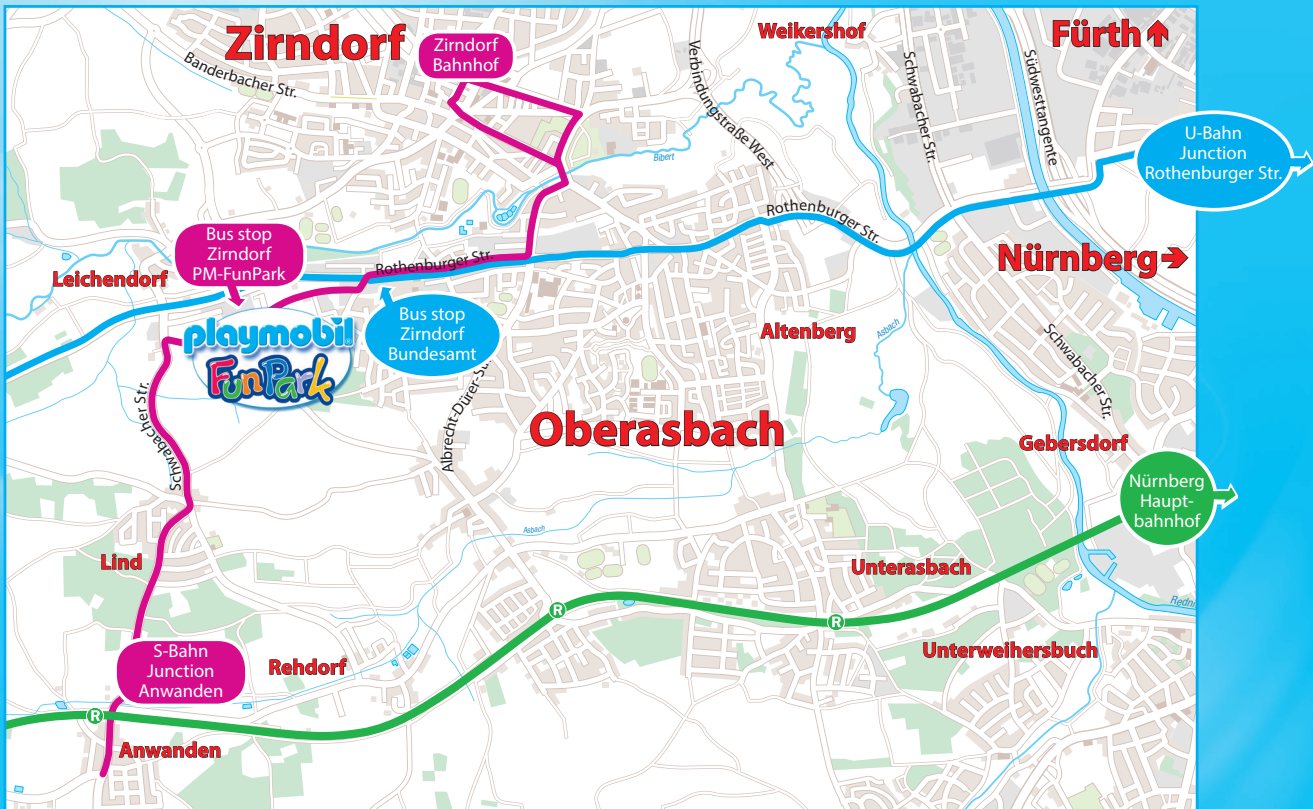 Zirndorf
Zirndorf
Bahnhof
Weikershof
Fürth
Banderbacher Str.
Verbindungstraße West
Schwabacher Str.
Südwesttangente
U-Bahn
Junction
Rothenburger Str.
Bibert
Rothenburger Str.
Bus stop
Zirndorf
PM-FunPark
Rothenburger Str.
Nürnberg
Leichendorf
Bus stop
Zirndorf
Bundesamt
playmobil
FunPark
Altenberg
Asbach
Schwabacher Str.
Schwabacher Str.
Albrecht-Dürer-Str
Oberasbach
Gebersdorf
Nürnberg
Haupt-
bahnhof
Asbach
Lind
Unterasbach
R
R
Redni
S-Bahn
Junction
Anwanden
Rehdorf
Unterweihersbuch
R
Anwanden